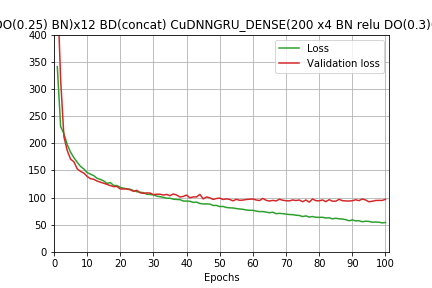 DO(0.25) BN)x12 BD(concat) CuDNNGRU_DENSE(200 x4 BN relu DO(0.3)
Loss
Validation loss
400
350
300
250
200
150
100
50
0
0 10 20 30 40 50 60 70 80 90 100
Epochs